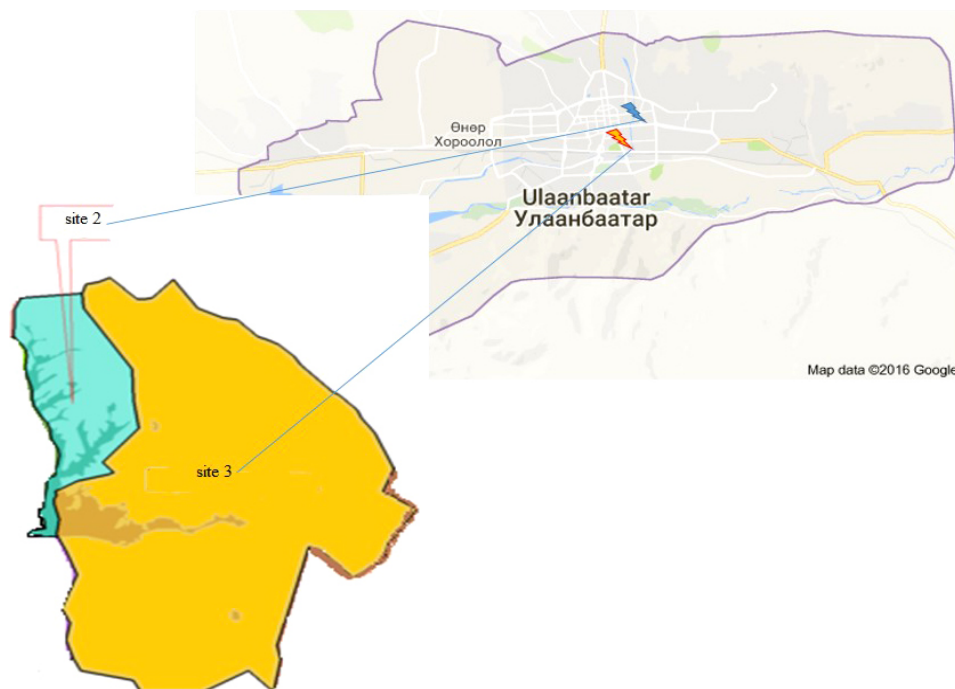 Өнөр
Хороолол
Ulaanbaatar
Улаанбаатар
site 2
Map data ©2016 Google
site 3